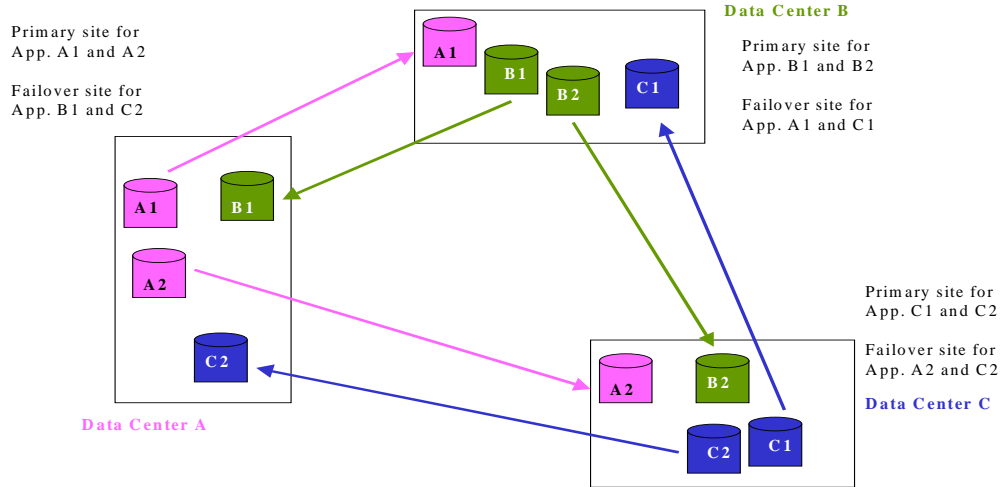 Primary site for
App. A1 and A2
Failover site for
App. B1 and C2
Data Center B
Primary site for
App. B1 and B2
Failover site for
App. A1 and C1
A1
B1
B2
C1
A1
B1
A2
C2
Data Center A
Primary site for
App. C1 and C2
Failover site for
App. A2 and C2
Data Center C
A2
B2
C2
C1